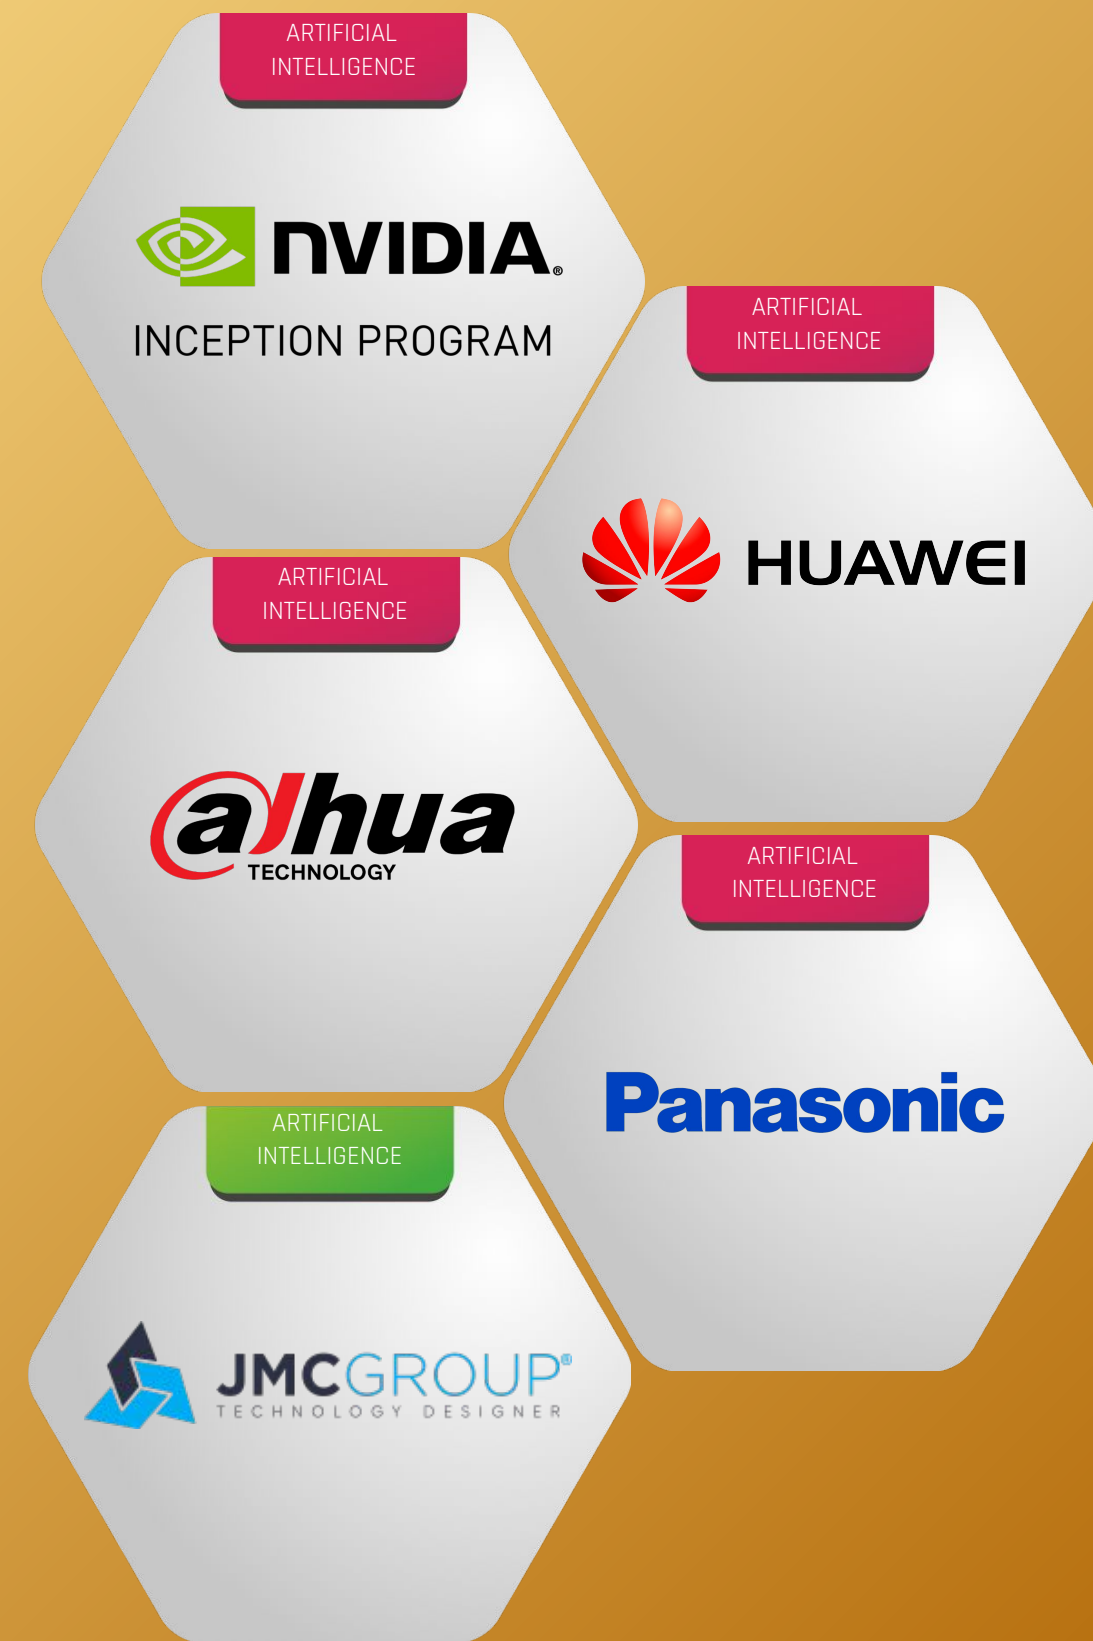 ARTIFICIAL
INTELLIGENCE
NVIDIA®
INCEPTION PROGRAM
ARTIFICIAL
INTELLIGENCE
HUAWEI
ARTIFICIAL
INTELLIGENCE
alhua
TECHNOLOGY
ARTIFICIAL
INTELLIGENCE
Panasonic
ARTIFICIAL
INTELLIGENCE
JMCGROUP®
TECHNOLOGY DESIGNER